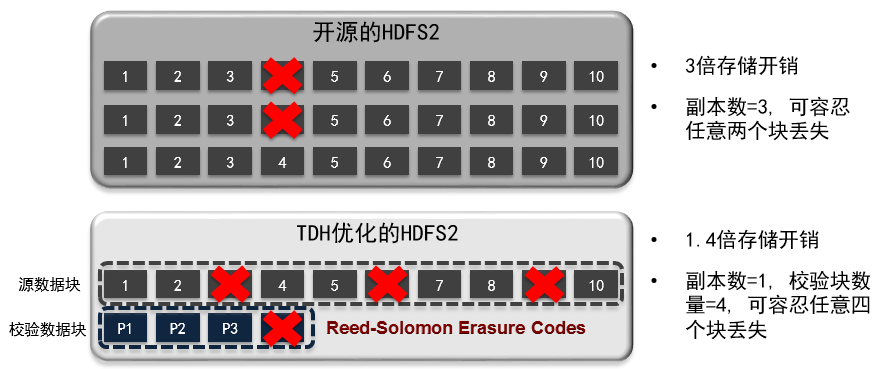 开源的HDFS2
1 2 3 5 6 7 8 9 10
1 2 3 5 6 7 8 9 10
1 2 3 4 5 6 7 8 9 10
• 3倍存储开销
• 副本数=3, 可容忍
任意两个块丢失
TDH优化的HDFS2
源数据块 1 2 4 5 7 8 10
校验数据块 P1 P2 P3 Reed-Solomon Erasure Codes
• 1.4倍存储开销
• 副本数=1, 校验块数
量=4, 可容忍任意四
个块丢失